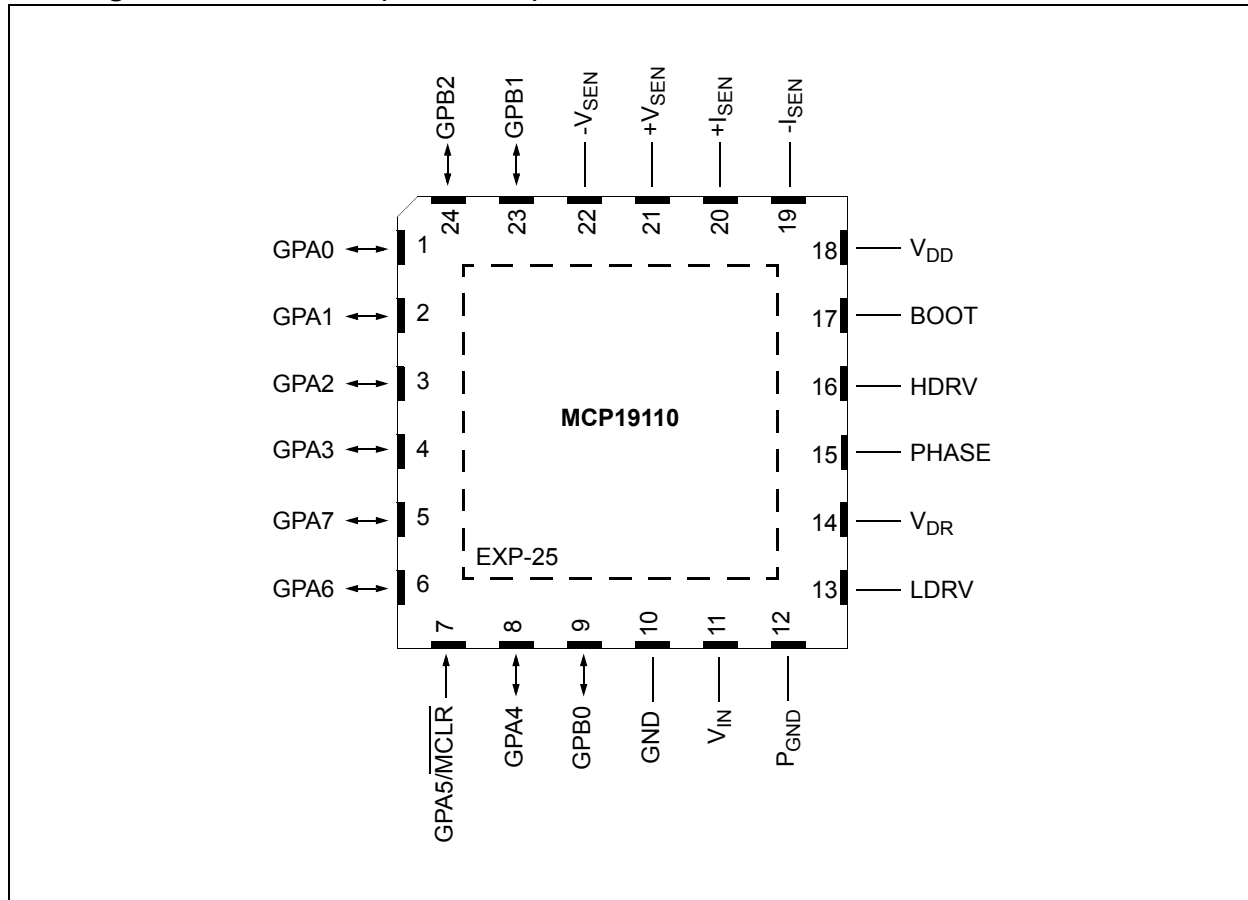 GPB2
GPB1
-VSEN
+VSEN
+ISEN
-ISEN
24
23
22
21
20
19
GPA0
1
18
VDD
GPA1
2
17
BOOT
GPA2
3
16
HDRV
MCP19110
GPA3
4
15
PHASE
GPA7
5
14
VDR
EXP-25
GPA6
6
13
LDRV
7
8
9
10
11
12
GPA5/MCLR
GPA4
GPB0
GND
VIN
PGND